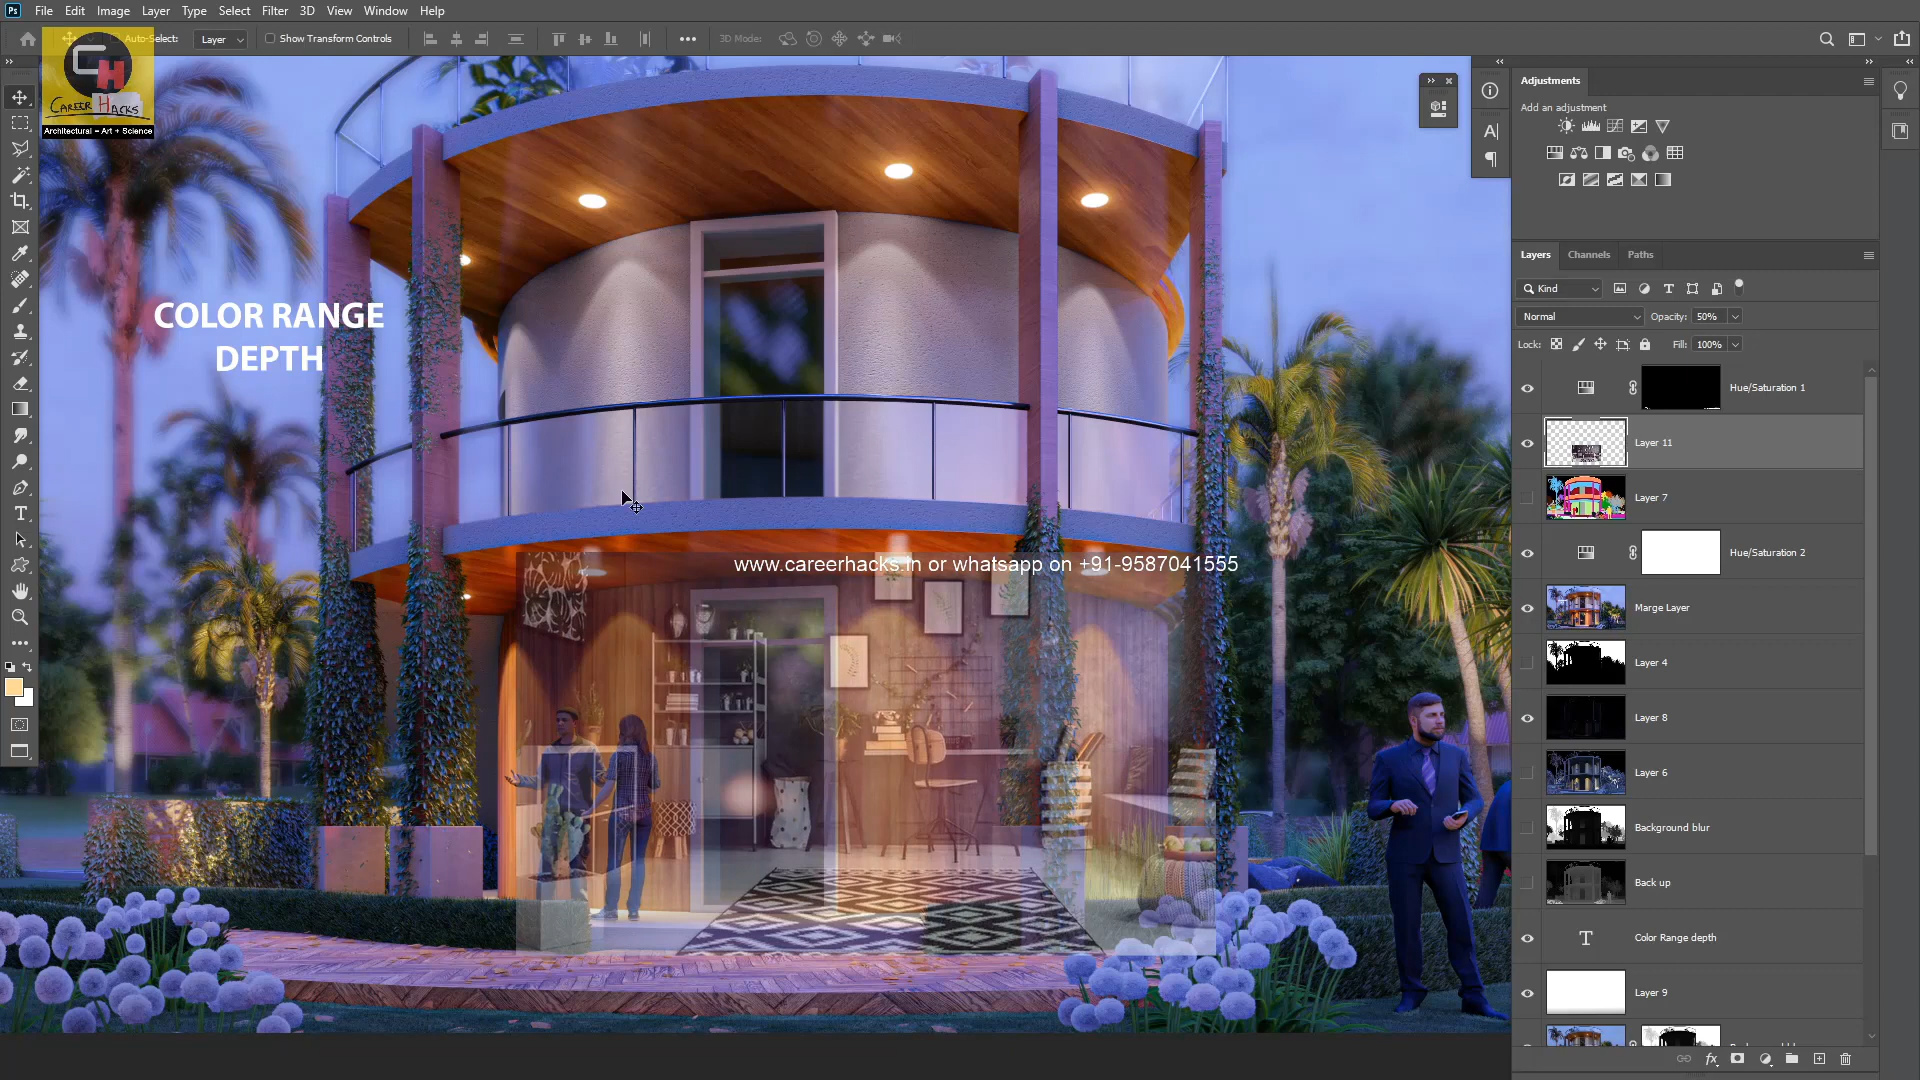 Ps File Edit Image Layer Type Select Filter 3D View Window Help
Auto-Select: Layer Show Transform Controls 3D Mode:
CH
CAREER HACKS
Architectural = Art + Science
COLOR RANGE
DEPTH
www.careerhacks.in or whatsapp on +91-9587041555
Adjustments
Add an adjustment
Layers Channels Paths
Kind
Normal Opacity: 50%
Lock: Fill: 100%
Hue/Saturation 1
Layer 11
Layer 7
Hue/Saturation 2
Marge Layer
Layer 4
Layer 8
Layer 6
Background blur
Back up
Color Range depth
Layer 9